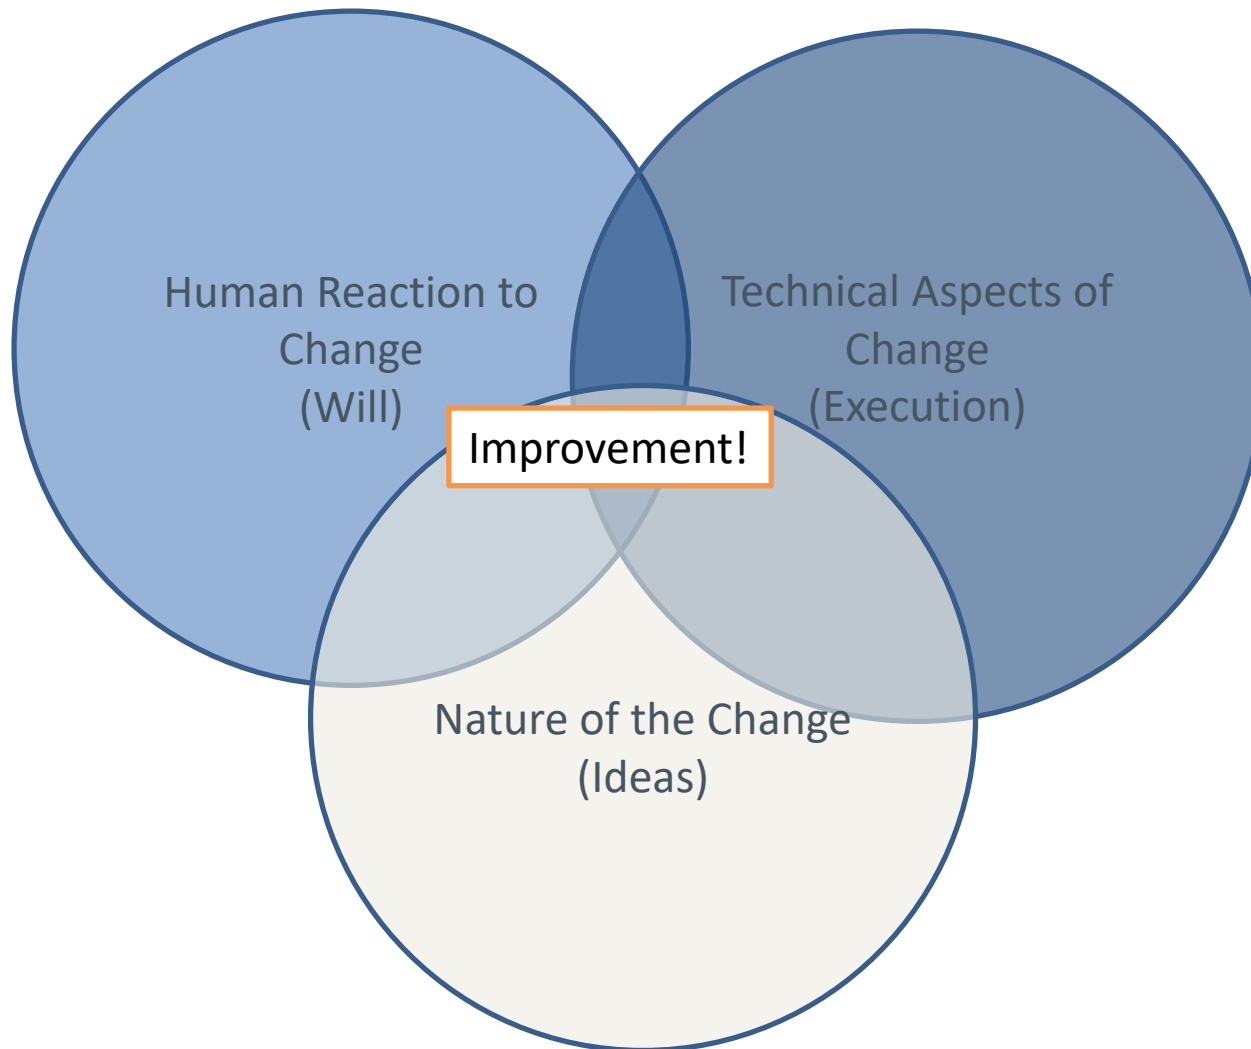 Human Reaction to
Change
(Will)
Technical Aspects of
Change
(Execution)
Improvement!
Nature of the Change
(Ideas)